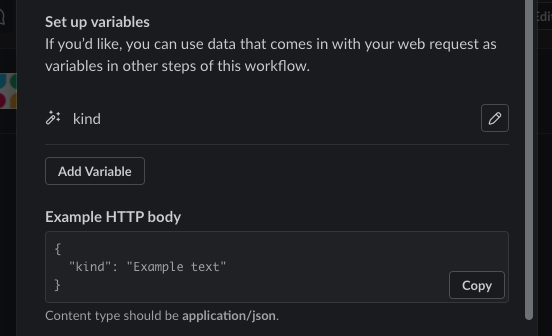 Set up variables
If you'd like, you can use data that comes in with your web request as
variables in other steps of this workflow.
kind
Add Variable
Example HTTP body
{
"kind": "Example text"
}
Copy
Content type should be application/json.